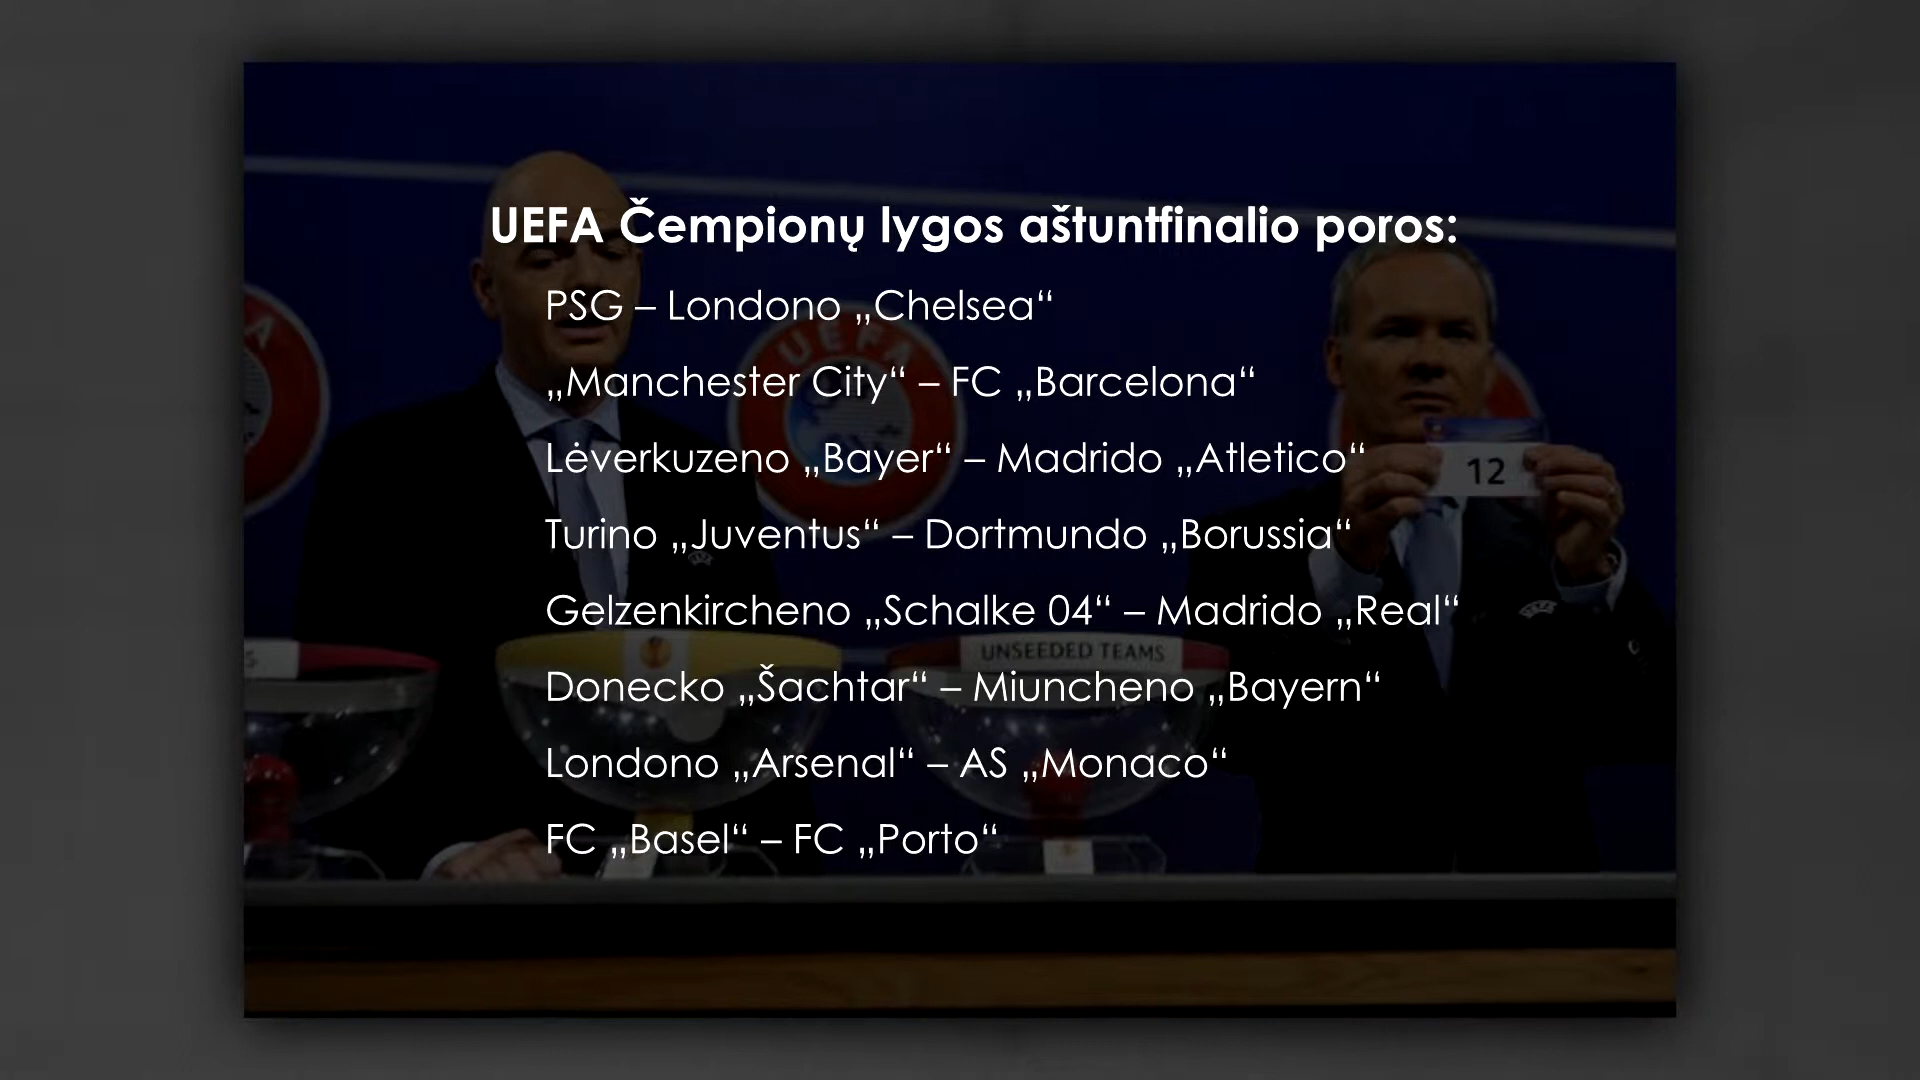 UEFA Čempionų lygos aštuntfinalio poros:
PSG – Londono „Chelsea“
„Manchester City“ – FC „Barcelona“
Lėverkuzeno „Bayer“ – Madrido „Atletico“
Turino „Juventus“ – Dortmundo „Borussia“
Gelzenkircheno „Schalke 04“ – Madrido „Real“
Donecko „Šachtar“ – Miuncheno „Bayern“
Londono „Arsenal“ – AS „Monaco“
FC „Basel“ – FC „Porto“
UEFA
12
UNSEEDED TEAMS